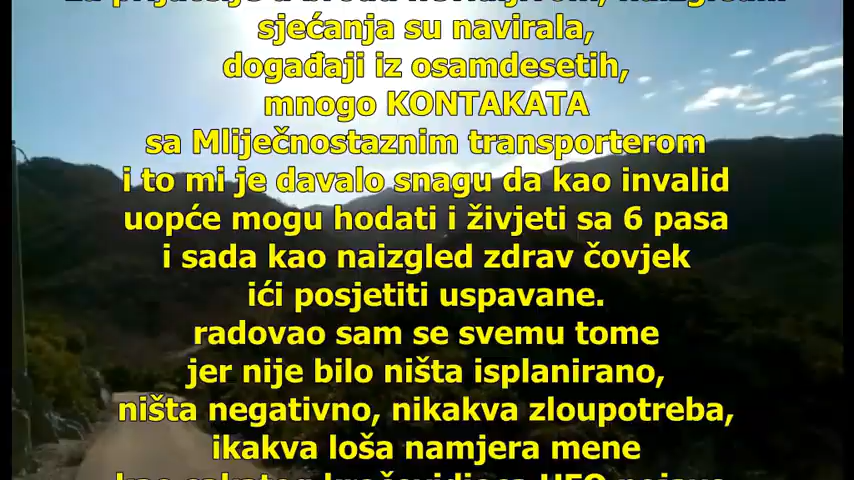 sjećanja su navirala,
događaji iz osamdesetih,
mnogo KONTAKATA
sa Mliječnostaznim transporterom
i to mi je davalo snagu da kao invalid
uopće mogu hodati i živjeti sa 6 pasa
i sada kao naizgled zdrav čovjek
ići posjetiti uspavane.
radovao sam se svemu tome
jer nije bilo ništa isplanirano,
ništa negativno, nikakva zloupotreba,
ikakva loša namjera mene